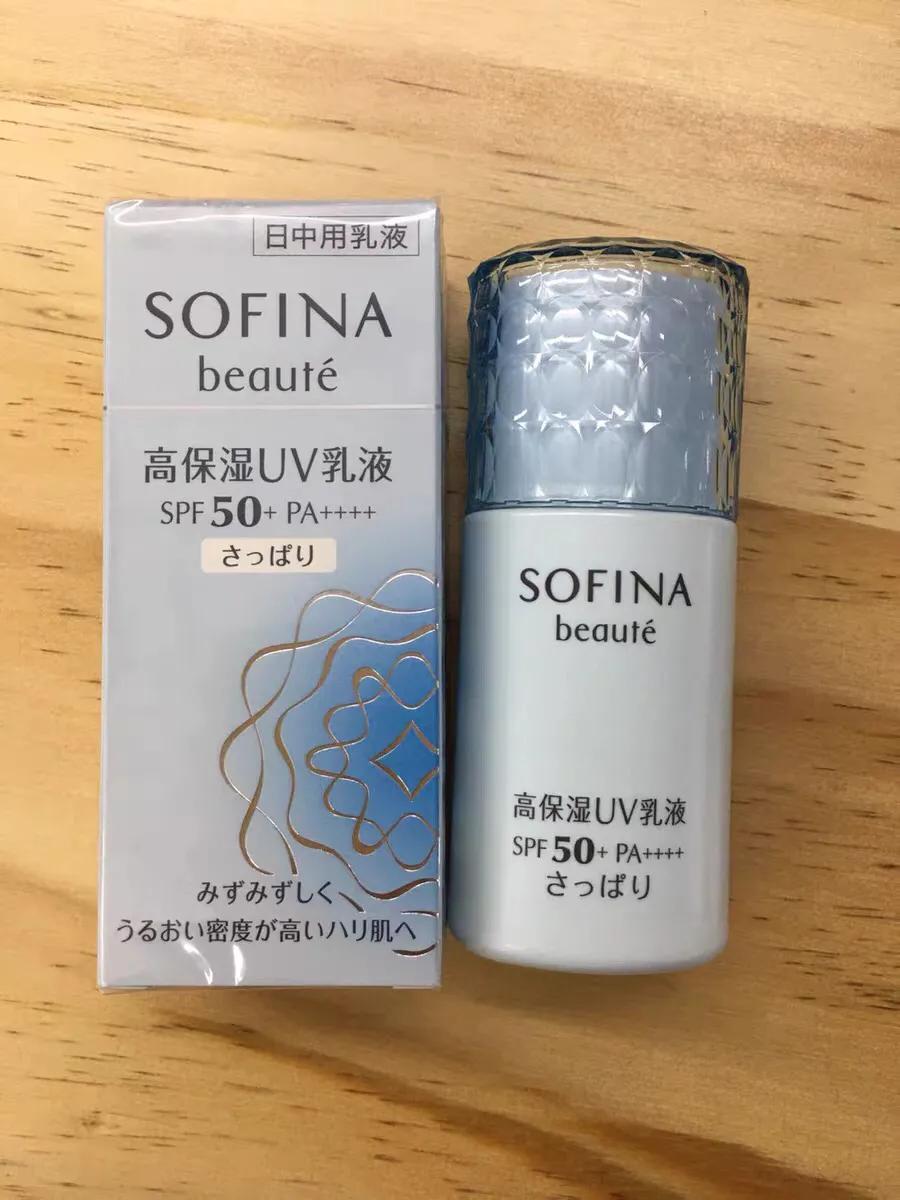 日中用乳液
SOFINA
beauté
高保湿UV乳液
SPF 50+ PA++++
さっぱり
みずみずしく、
うるおい密度が高いハリ肌へ
SOFINA
beauté
高保湿UV乳液
SPF 50+ PA++++
さっぱり